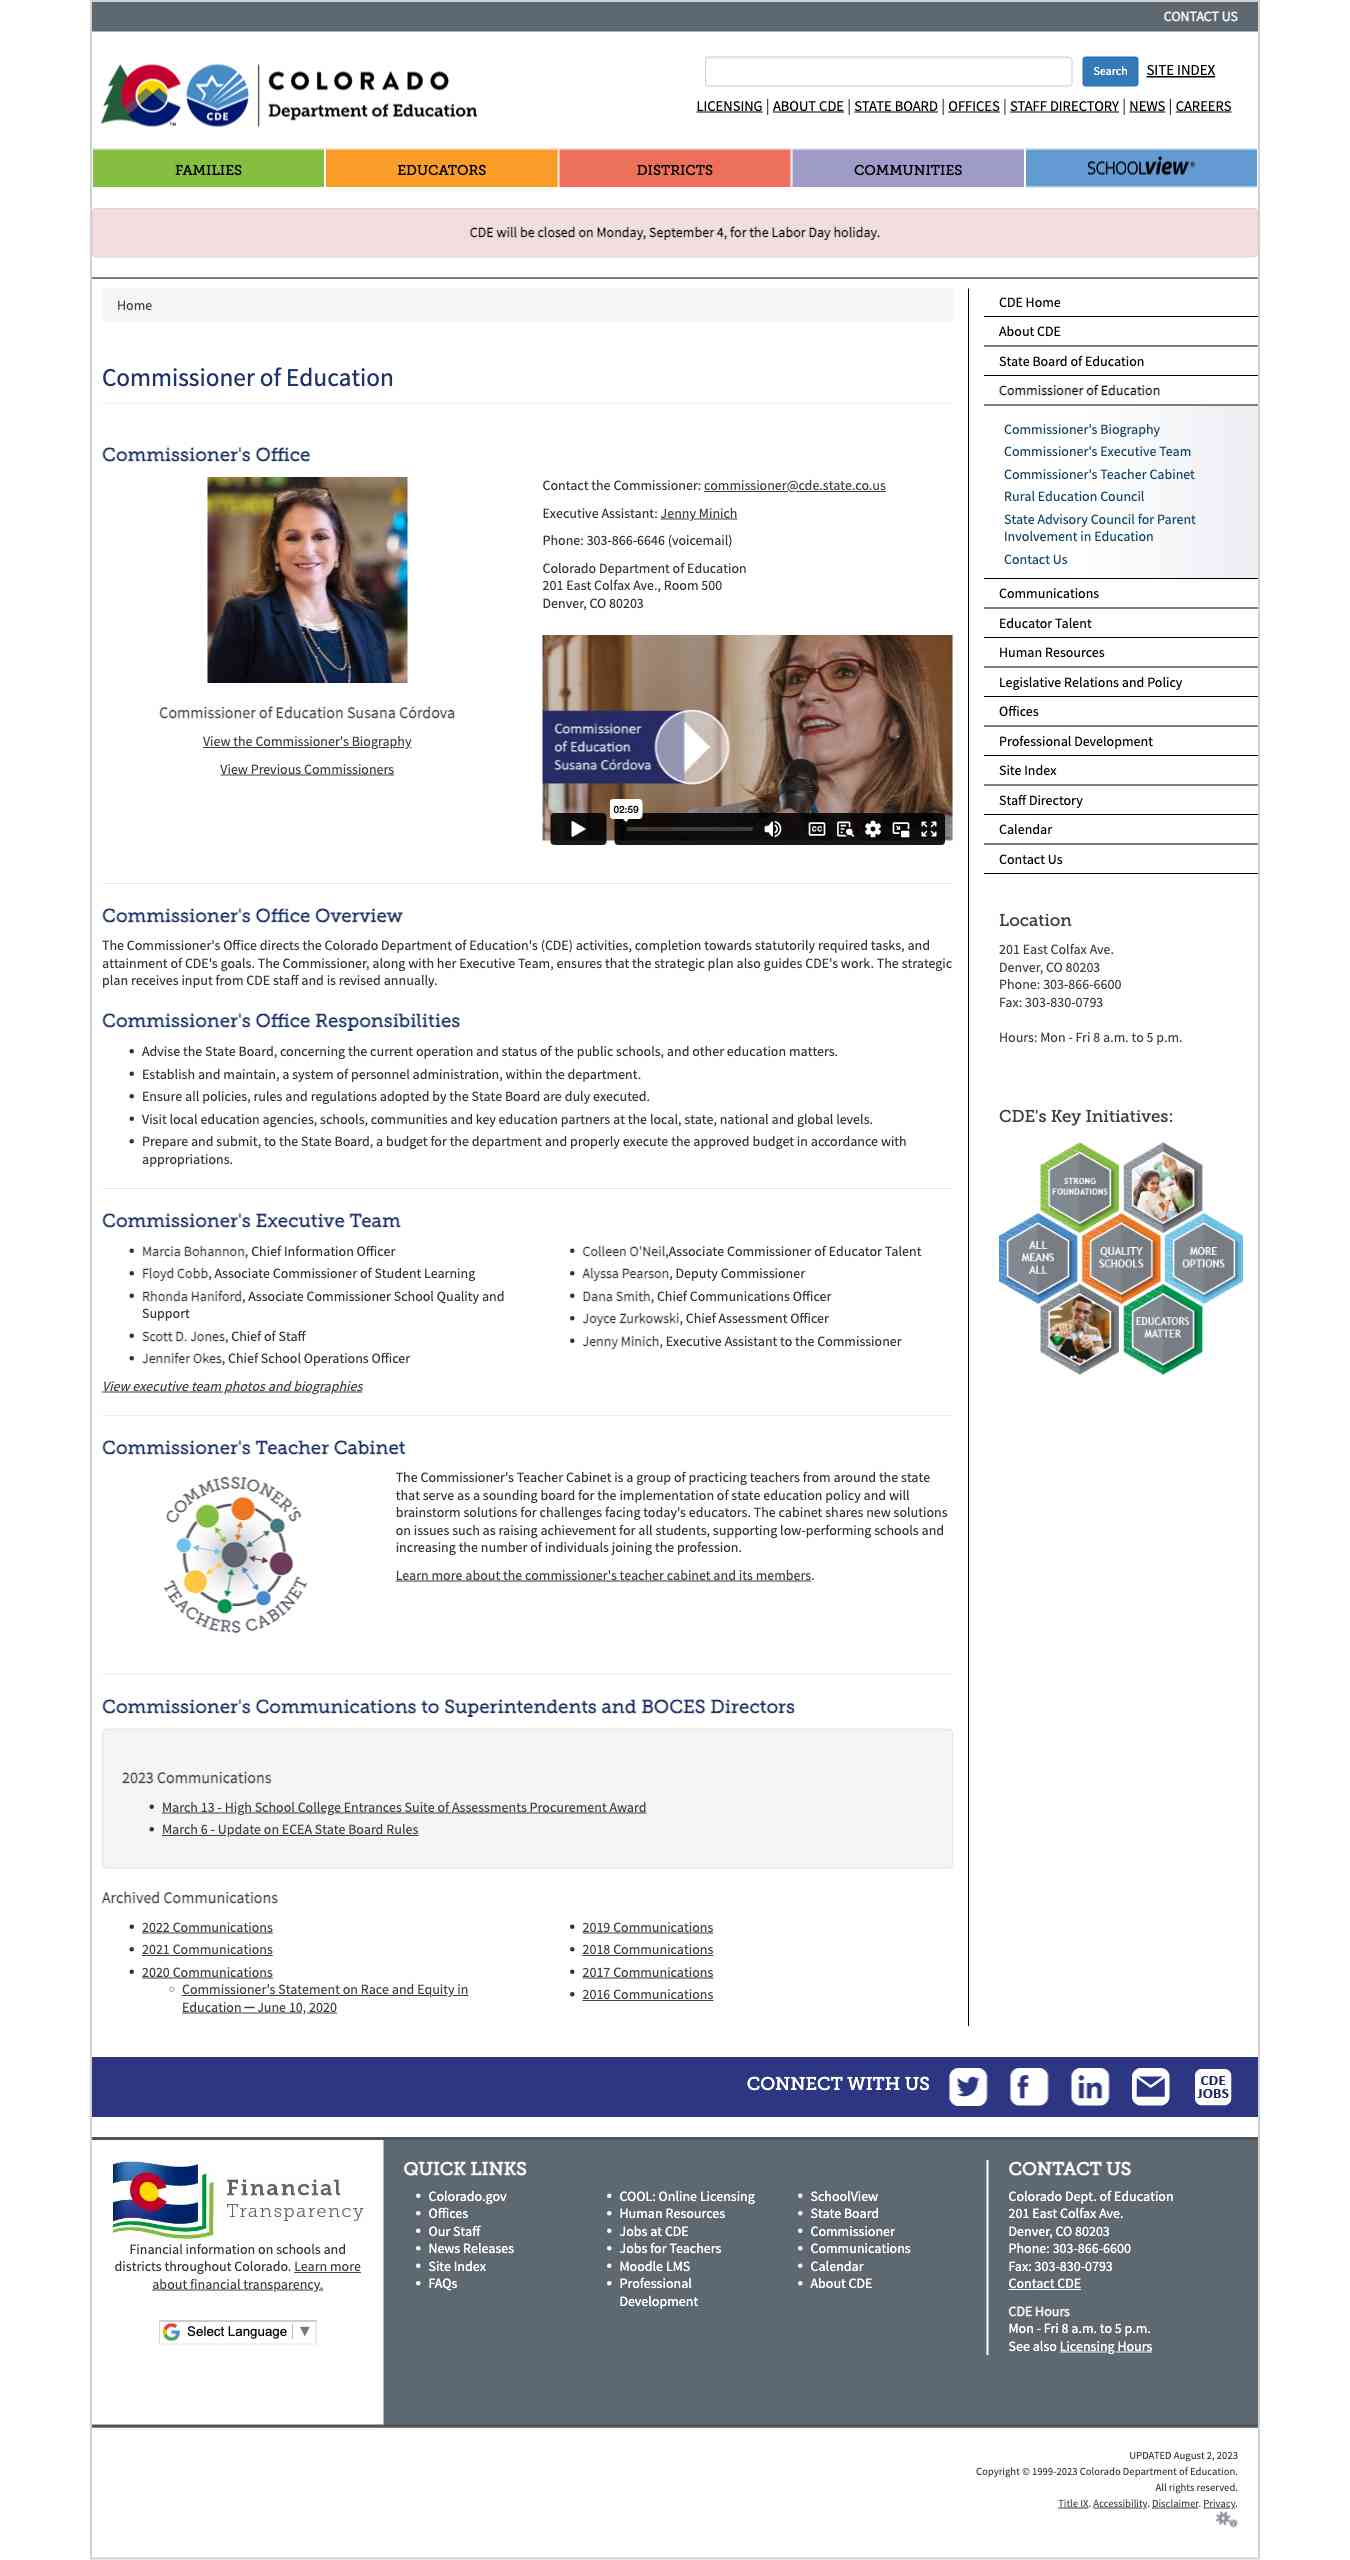 CONTACT US
CDE
COLORADO
Department of Education
Search
SITE INDEX
LICENSING | ABOUT CDE | STATE BOARD | OFFICES | STAFF DIRECTORY | NEWS | CAREERS
FAMILIES
EDUCATORS
DISTRICTS
COMMUNITIES
SCHOOLVIEW®
CDE will be closed on Monday, September 4, for the Labor Day holiday.
Home
Commissioner of Education
Commissioner's Office
Commissioner of Education Susana Córdova
View the Commissioner's Biography
View Previous Commissioners
Contact the Commissioner: commissioner@cde.state.co.us
Executive Assistant: Jenny Minich
Phone: 303-866-6646 (voicemail)
Colorado Department of Education
201 East Colfax Ave., Room 500
Denver, CO 80203
Commissioner
of Education
Susana Córdova
02:59
CC
Commissioner's Office Overview
The Commissioner's Office directs the Colorado Department of Education's (CDE) activities, completion towards statutorily required tasks, and
attainment of CDE's goals. The Commissioner, along with her Executive Team, ensures that the strategic plan also guides CDE's work. The strategic
plan receives input from CDE staff and is revised annually.
Commissioner's Office Responsibilities
• Advise the State Board, concerning the current operation and status of the public schools, and other education matters.
• Establish and maintain, a system of personnel administration, within the department.
• Ensure all policies, rules and regulations adopted by the State Board are duly executed.
• Visit local education agencies, schools, communities and key education partners at the local, state, national and global levels.
• Prepare and submit, to the State Board, a budget for the department and properly execute the approved budget in accordance with
appropriations.
Commissioner's Executive Team
• Marcia Bohannon, Chief Information Officer
• Floyd Cobb, Associate Commissioner of Student Learning
• Rhonda Haniford, Associate Commissioner School Quality and
Support
• Scott D. Jones, Chief of Staff
• Jennifer Okes, Chief School Operations Officer
• Colleen O'Neil,Associate Commissioner of Educator Talent
• Alyssa Pearson, Deputy Commissioner
• Dana Smith, Chief Communications Officer
• Joyce Zurkowski, Chief Assessment Officer
• Jenny Minich, Executive Assistant to the Commissioner
View executive team photos and biographies
Commissioner's Teacher Cabinet
COMMISSIONER'S
TEACHERS CABINET
The Commissioner's Teacher Cabinet is a group of practicing teachers from around the state
that serve as a sounding board for the implementation of state education policy and will
brainstorm solutions for challenges facing today's educators. The cabinet shares new solutions
on issues such as raising achievement for all students, supporting low-performing schools and
increasing the number of individuals joining the profession.
Learn more about the commissioner's teacher cabinet and its members.
Commissioner's Communications to Superintendents and BOCES Directors
2023 Communications
• March 13 - High School College Entrances Suite of Assessments Procurement Award
• March 6 - Update on ECEA State Board Rules
Archived Communications
• 2022 Communications
• 2021 Communications
• 2020 Communications
◦ Commissioner's Statement on Race and Equity in
Education — June 10, 2020
• 2019 Communications
• 2018 Communications
• 2017 Communications
• 2016 Communications
CDE Home
About CDE
State Board of Education
Commissioner of Education
Commissioner's Biography
Commissioner's Executive Team
Commissioner's Teacher Cabinet
Rural Education Council
State Advisory Council for Parent
Involvement in Education
Contact Us
Communications
Educator Talent
Human Resources
Legislative Relations and Policy
Offices
Professional Development
Site Index
Staff Directory
Calendar
Contact Us
Location
201 East Colfax Ave.
Denver, CO 80203
Phone: 303-866-6600
Fax: 303-830-0793
Hours: Mon - Fri 8 a.m. to 5 p.m.
CDE's Key Initiatives:
STRONG
FOUNDATIONS
ALL
MEANS
ALL
QUALITY
SCHOOLS
MORE
OPTIONS
EDUCATORS
MATTER
CONNECT WITH US
CDE
JOBS
Financial
Transparency
Financial information on schools and
districts throughout Colorado. Learn more
about financial transparency.
Select Language ▼
QUICK LINKS
• Colorado.gov
• Offices
• Our Staff
• News Releases
• Site Index
• FAQs
• COOL: Online Licensing
• Human Resources
• Jobs at CDE
• Jobs for Teachers
• Moodle LMS
• Professional
Development
• SchoolView
• State Board
• Commissioner
• Communications
• Calendar
• About CDE
CONTACT US
Colorado Dept. of Education
201 East Colfax Ave.
Denver, CO 80203
Phone: 303-866-6600
Fax: 303-830-0793
Contact CDE
CDE Hours
Mon - Fri 8 a.m. to 5 p.m.
See also Licensing Hours
UPDATED August 2, 2023
Copyright © 1999-2023 Colorado Department of Education.
All rights reserved.
Title IX. Accessibility. Disclaimer. Privacy.